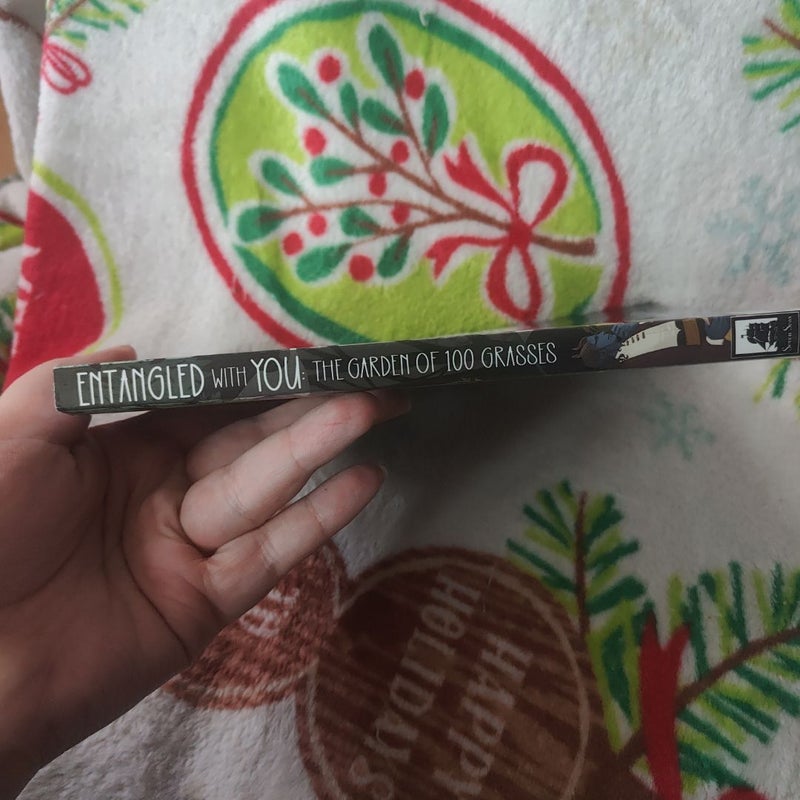 ENTANGLED WITH YOU: THE GARDEN OF 100 GRASSES
HAPPY
HOLIDAYS